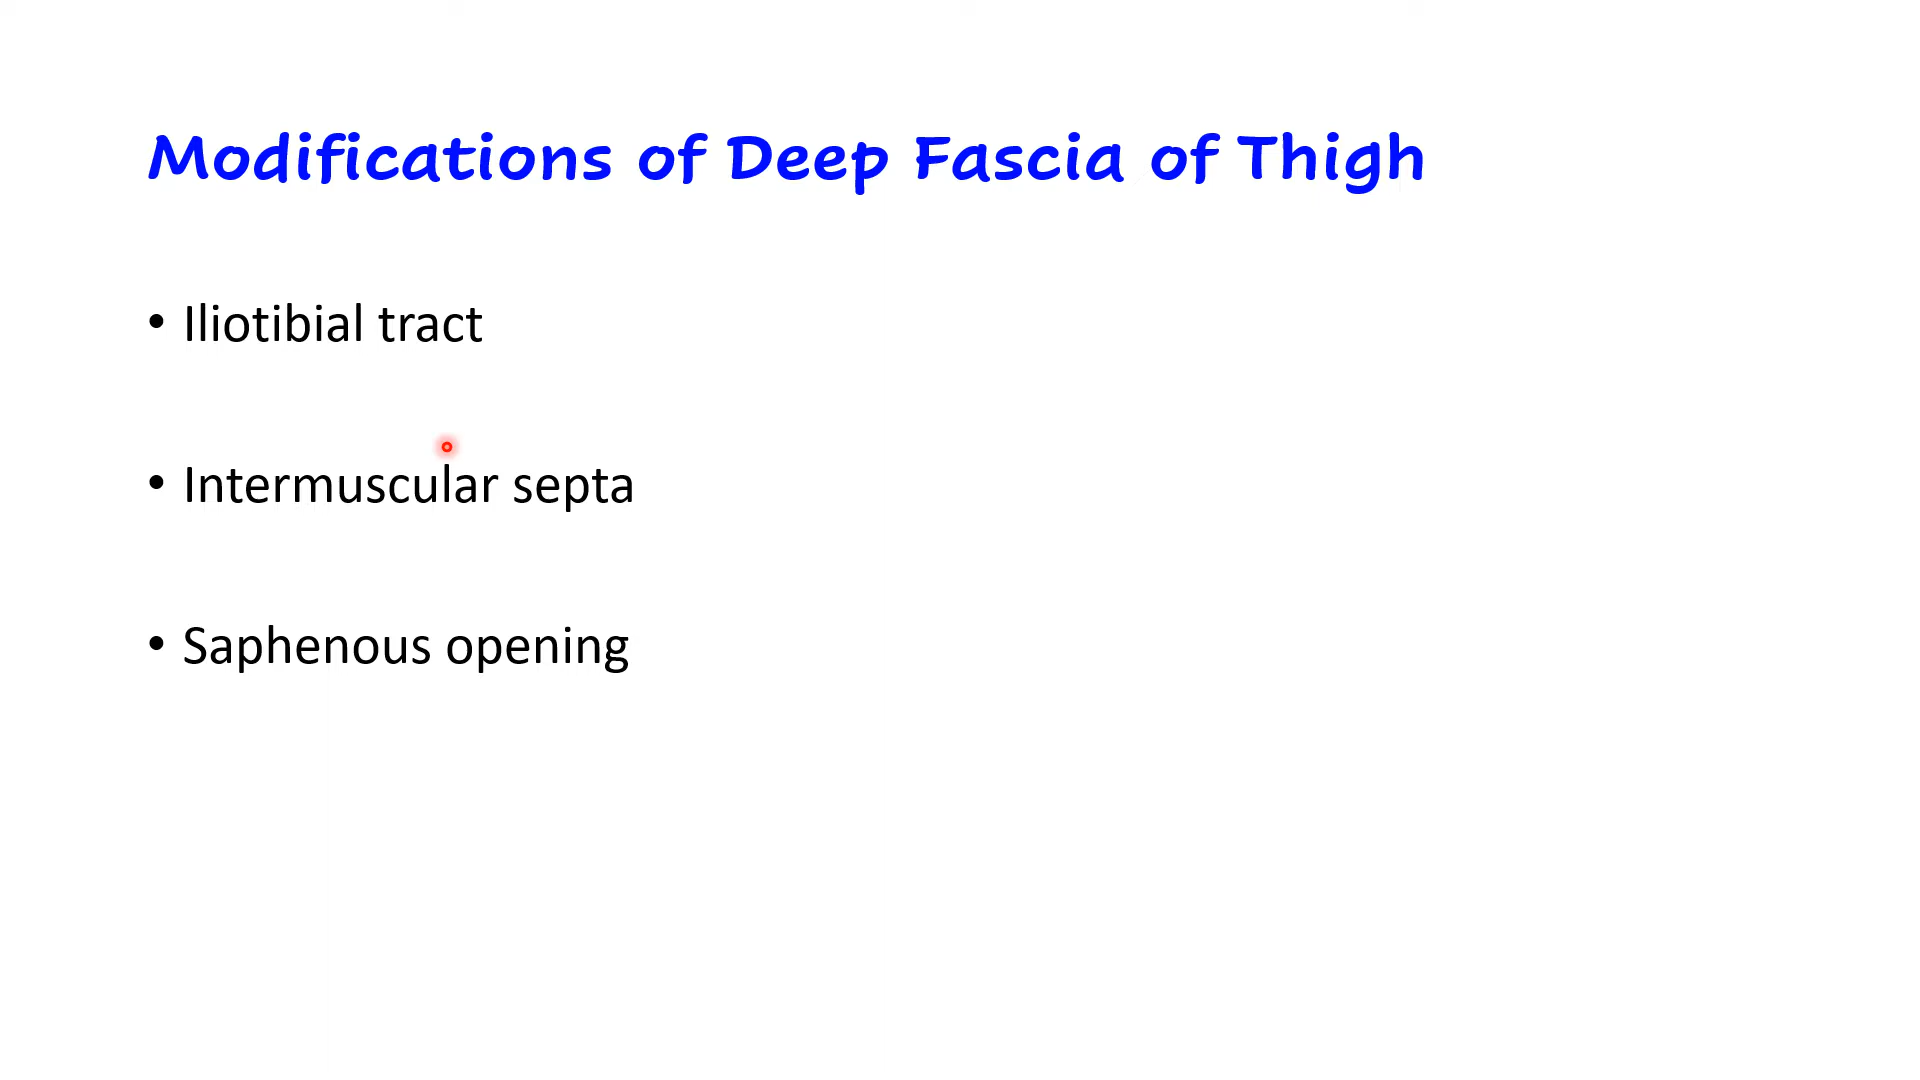 Modifications of Deep Fascia of Thigh
• Iliotibial tract
• Intermuscular septa
• Saphenous opening